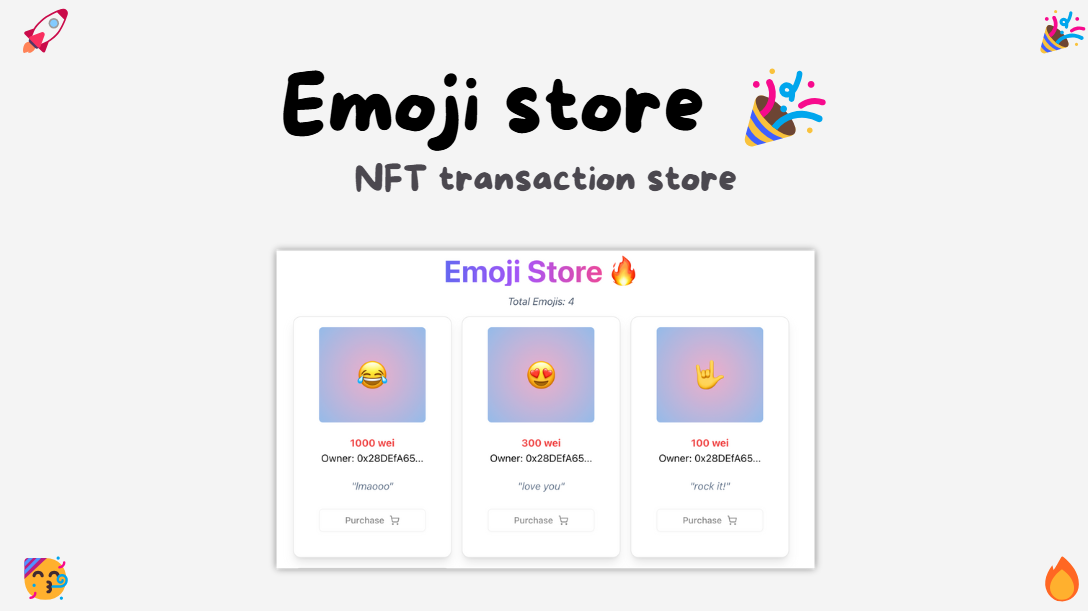 Emoji store
NFT transaction store
Emoji Store
Total Emojis: 4
1000 wei
Owner: 0x28DEfA65...
"lmaooo"
Purchase
300 wei
Owner: 0x28DEfA65...
"love you"
Purchase
100 wei
Owner: 0x28DEfA65...
"rock it!"
Purchase